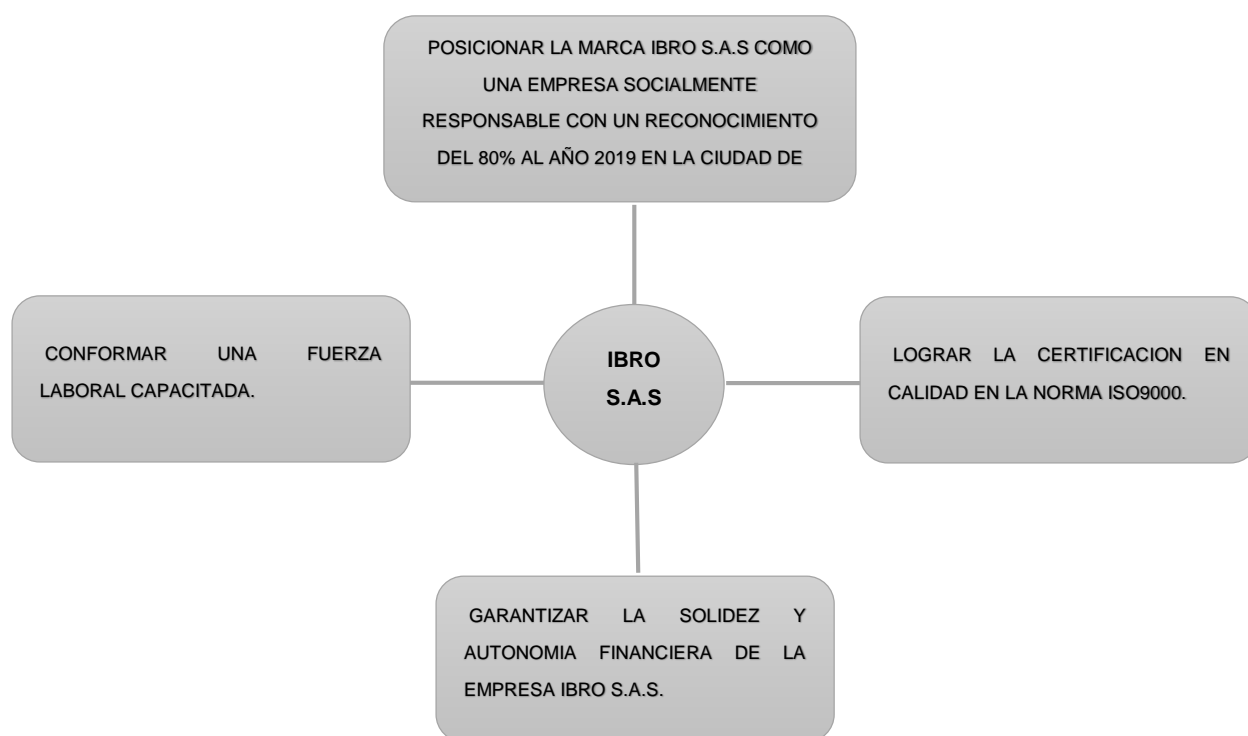 POSICIONAR LA MARCA IBRO S.A.S COMO
UNA EMPRESA SOCIALMENTE
RESPONSABLE CON UN RECONOCIMIENTO
DEL 80% AL AÑO 2019 EN LA CIUDAD DE
CONFORMAR UNA FUERZA
LABORAL CAPACITADA.
IBRO
S.A.S
LOGRAR LA CERTIFICACION EN
CALIDAD EN LA NORMA ISO9000.
GARANTIZAR LA SOLIDEZ Y
AUTONOMIA FINANCIERA DE LA
EMPRESA IBRO S.A.S.